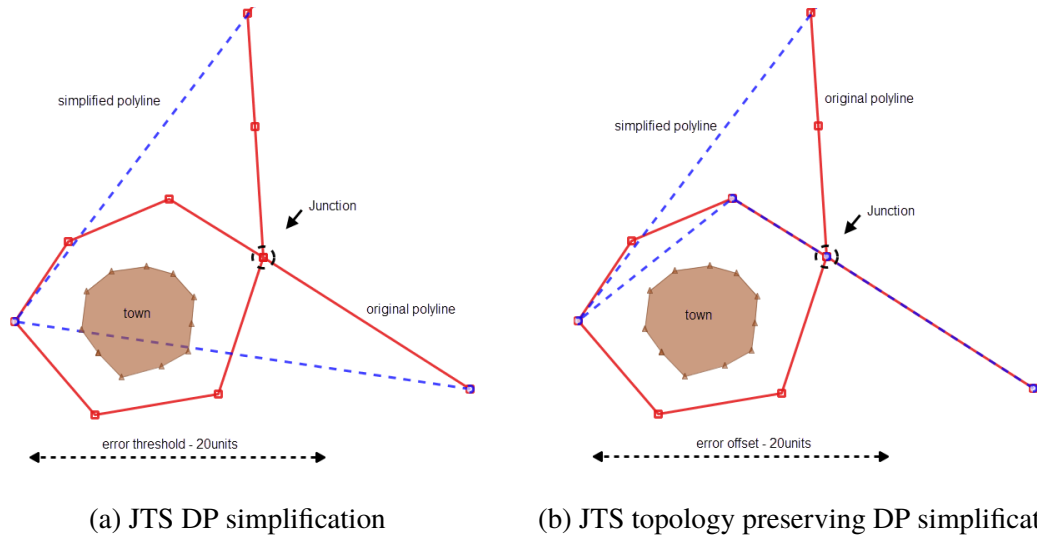 simplified polyline
Junction
original polyline
town
error threshold - 20units
original polyline
simplified polyline
Junction
town
error offset - 20units
(a) JTS DP simplification
(b) JTS topology preserving DP simplificat